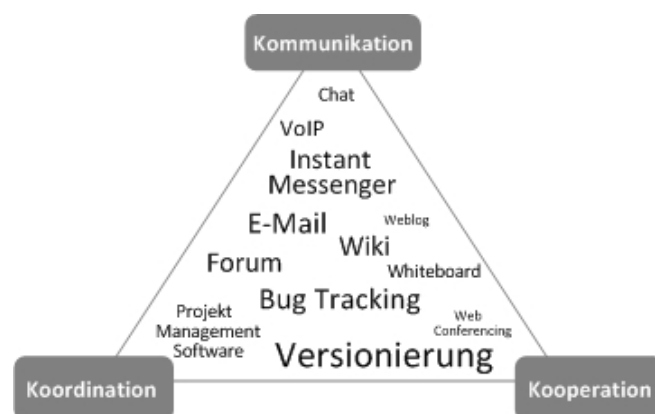 Kommunikation
Chat
VoIP
Instant
Messenger
E-Mail
Weblog
Wiki
Forum
Whiteboard
Bug Tracking
Projekt
Management
Software
Web
Conferencing
Versionierung
Koordination
Kooperation